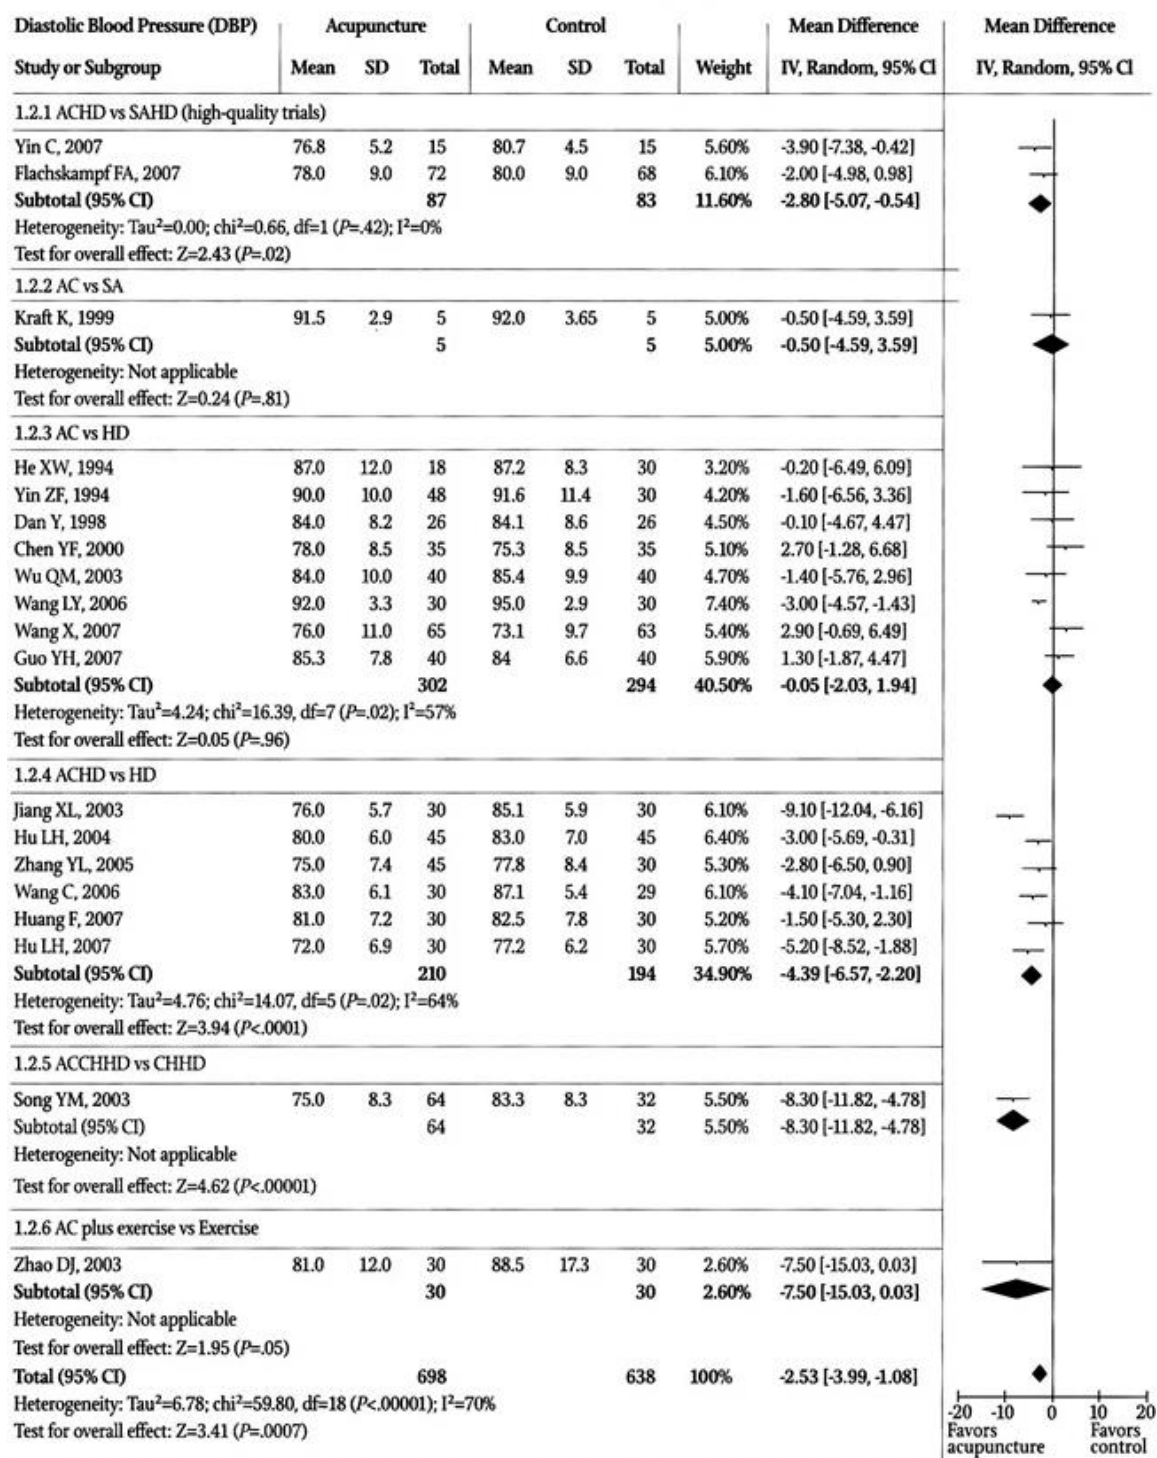 Diastolic Blood Pressure (DBP) Acupuncture Control Mean Difference Mean Difference
Study or Subgroup Mean SD Total Mean SD Total Weight IV, Random, 95% CI IV, Random, 95% CI
1.2.1 ACHD vs SAHD (high-quality trials)
Yin C, 2007 76.8 5.2 15 80.7 4.5 15 5.60% -3.90 [-7.38, -0.42]
Flachskampf FA, 2007 78.0 9.0 72 80.0 9.0 68 6.10% -2.00 [-4.98, 0.98]
Subtotal (95% CI) 87 83 11.60% -2.80 [-5.07, -0.54]
Heterogeneity: Tau²=0.00; chi²=0.66, df=1 (P=.42); I²=0%
Test for overall effect: Z=2.43 (P=.02)
1.2.2 AC vs SA
Kraft K, 1999 91.5 2.9 5 92.0 3.65 5 5.00% -0.50 [-4.59, 3.59]
Subtotal (95% CI) 5 5 5.00% -0.50 [-4.59, 3.59]
Heterogeneity: Not applicable
Test for overall effect: Z=0.24 (P=.81)
1.2.3 AC vs HD
He XW, 1994 87.0 12.0 18 87.2 8.3 30 3.20% -0.20 [-6.49, 6.09]
Yin ZF, 1994 90.0 10.0 48 91.6 11.4 30 4.20% -1.60 [-6.56, 3.36]
Dan Y, 1998 84.0 8.2 26 84.1 8.6 26 4.50% -0.10 [-4.67, 4.47]
Chen YF, 2000 78.0 8.5 35 75.3 8.5 35 5.10% 2.70 [-1.28, 6.68]
Wu QM, 2003 84.0 10.0 40 85.4 9.9 40 4.70% -1.40 [-5.76, 2.96]
Wang LY, 2006 92.0 3.3 30 95.0 2.9 30 7.40% -3.00 [-4.57, -1.43]
Wang X, 2007 76.0 11.0 65 73.1 9.7 63 5.40% 2.90 [-0.69, 6.49]
Guo YH, 2007 85.3 7.8 40 84 6.6 40 5.90% 1.30 [-1.87, 4.47]
Subtotal (95% CI) 302 294 40.50% -0.05 [-2.03, 1.94]
Heterogeneity: Tau²=4.24; chi²=16.39, df=7 (P=.02); I²=57%
Test for overall effect: Z=0.05 (P=.96)
1.2.4 ACHD vs HD
Jiang XL, 2003 76.0 5.7 30 85.1 5.9 30 6.10% -9.10 [-12.04, -6.16]
Hu LH, 2004 80.0 6.0 45 83.0 7.0 45 6.40% -3.00 [-5.69, -0.31]
Zhang YL, 2005 75.0 7.4 45 77.8 8.4 30 5.30% -2.80 [-6.50, 0.90]
Wang C, 2006 83.0 6.1 30 87.1 5.4 29 6.10% -4.10 [-7.04, -1.16]
Huang F, 2007 81.0 7.2 30 82.5 7.8 30 5.20% -1.50 [-5.30, 2.30]
Hu LH, 2007 72.0 6.9 30 77.2 6.2 30 5.70% -5.20 [-8.52, -1.88]
Subtotal (95% CI) 210 194 34.90% -4.39 [-6.57, -2.20]
Heterogeneity: Tau²=4.76; chi²=14.07, df=5 (P=.02); I²=64%
Test for overall effect: Z=3.94 (P<.0001)
1.2.5 ACCHHD vs CHHD
Song YM, 2003 75.0 8.3 64 83.3 8.3 32 5.50% -8.30 [-11.82, -4.78]
Subtotal (95% CI) 64 32 5.50% -8.30 [-11.82, -4.78]
Heterogeneity: Not applicable
Test for overall effect: Z=4.62 (P<.00001)
1.2.6 AC plus exercise vs Exercise
Zhao DJ, 2003 81.0 12.0 30 88.5 17.3 30 2.60% -7.50 [-15.03, 0.03]
Subtotal (95% CI) 30 30 2.60% -7.50 [-15.03, 0.03]
Heterogeneity: Not applicable
Test for overall effect: Z=1.95 (P=.05)
Total (95% CI) 698 638 100% -2.53 [-3.99, -1.08]
Heterogeneity: Tau²=6.78; chi²=59.80, df=18 (P<.00001); I²=70%
Test for overall effect: Z=3.41 (P=.0007)
-20 -10 0 10 20
Favors acupuncture
Favors control